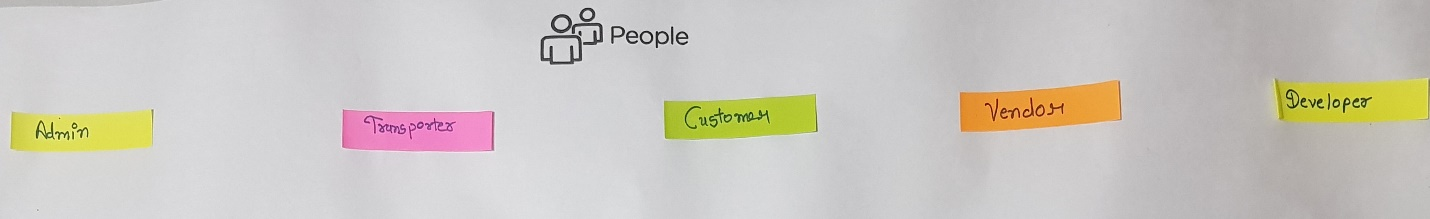 People
Admin
Transporter
Customer
Vendor
Developer